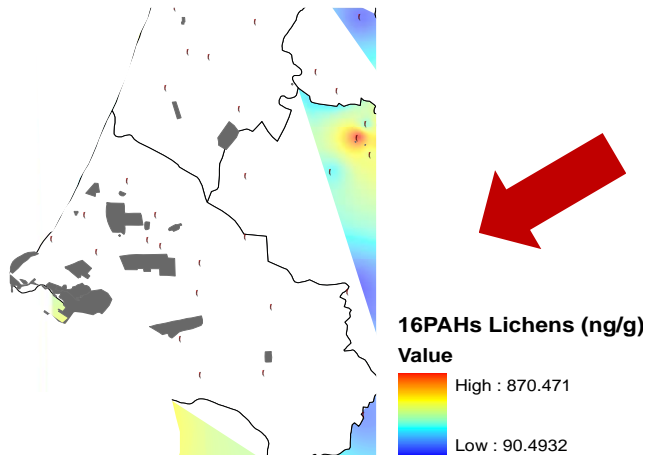 16PAHs Lichens (ng/g)
Value
High : 870.471
Low : 90.4932